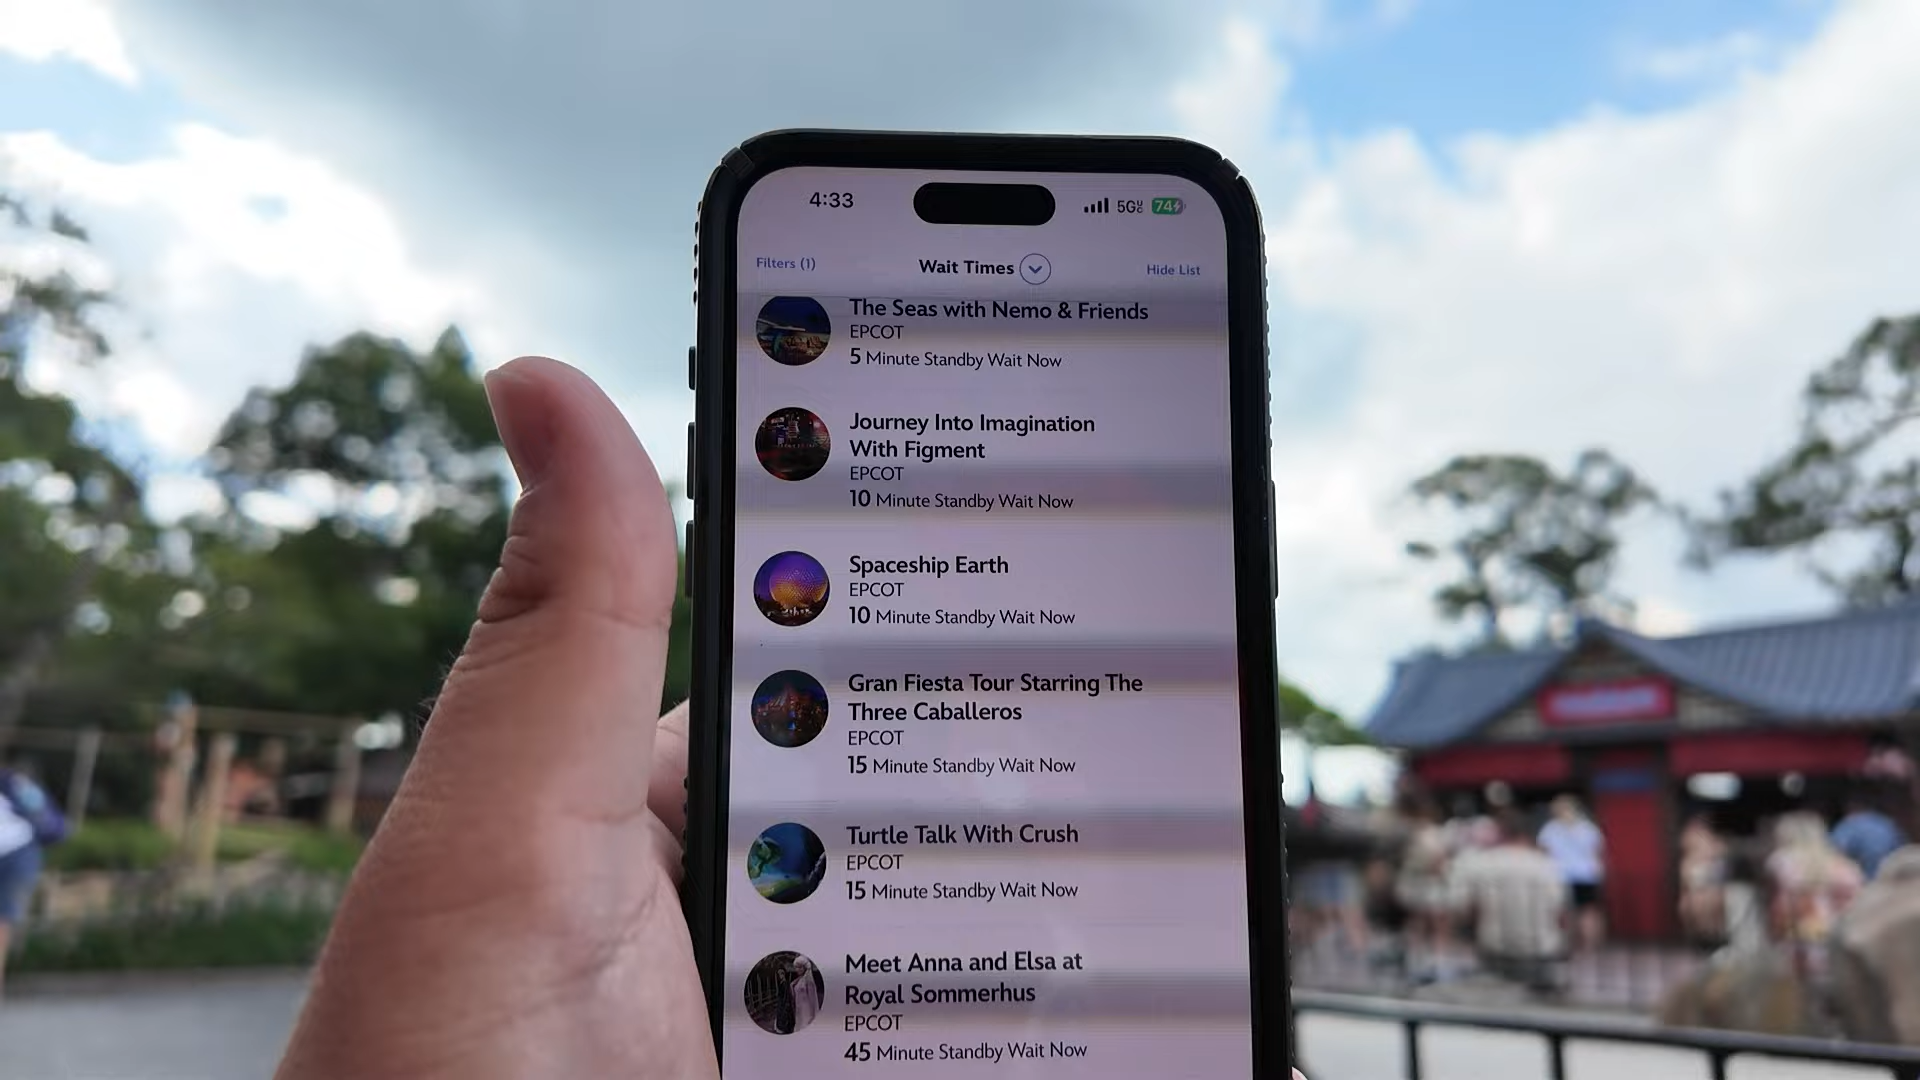 4:33 5G 74
Filters (1) Wait Times Hide List
The Seas with Nemo & Friends
EPCOT
5 Minute Standby Wait Now
Journey Into Imagination
With Figment
EPCOT
10 Minute Standby Wait Now
Spaceship Earth
EPCOT
10 Minute Standby Wait Now
Gran Fiesta Tour Starring The
Three Caballeros
EPCOT
15 Minute Standby Wait Now
Turtle Talk With Crush
EPCOT
15 Minute Standby Wait Now
Meet Anna and Elsa at
Royal Sommerhus
EPCOT
45 Minute Standby Wait Now